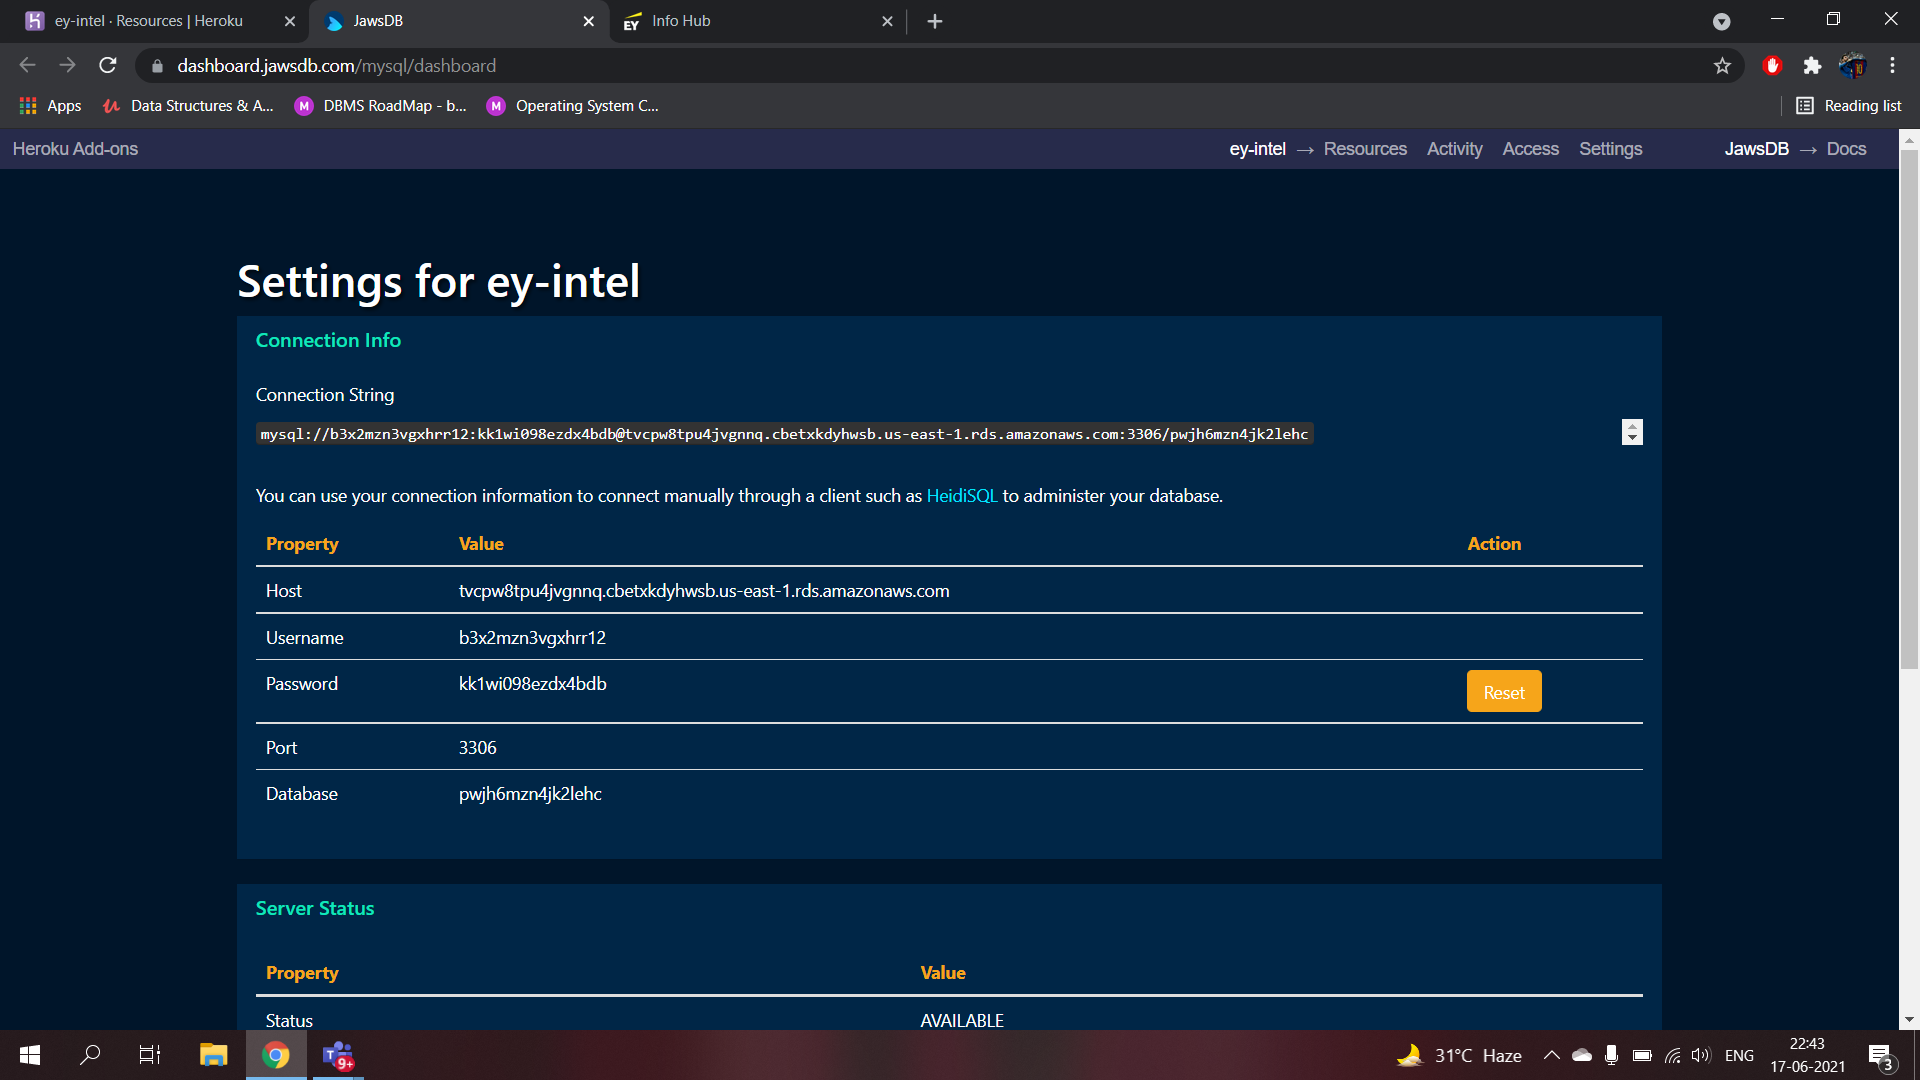 ey-intel · Resources | Heroku
JawsDB
EY
Info Hub
dashboard.jawsdb.com/mysql/dashboard
Apps
Data Structures & A...
DBMS RoadMap - b...
Operating System C...
Reading list
Heroku Add-ons
ey-intel → Resources Activity Access Settings
JawsDB → Docs
Settings for ey-intel
Connection Info
Connection String
mysql://b3x2mzn3vgxhrr12:kk1wi098ezdx4bdb@tvcpw8tpu4jvgnnq.cbetxkdyhwsb.us-east-1.rds.amazonaws.com:3306/pwjh6mzn4jk2lehc
You can use your connection information to connect manually through a client such as HeidiSQL to administer your database.
Property Value Action
Host tvcpw8tpu4jvgnnq.cbetxkdyhwsb.us-east-1.rds.amazonaws.com
Username b3x2mzn3vgxhrr12
Password kk1wi098ezdx4bdb Reset
Port 3306
Database pwjh6mzn4jk2lehc
Server Status
Property Value
Status AVAILABLE
T 9+
31°C Haze
ENG
22:43
17-06-2021
3